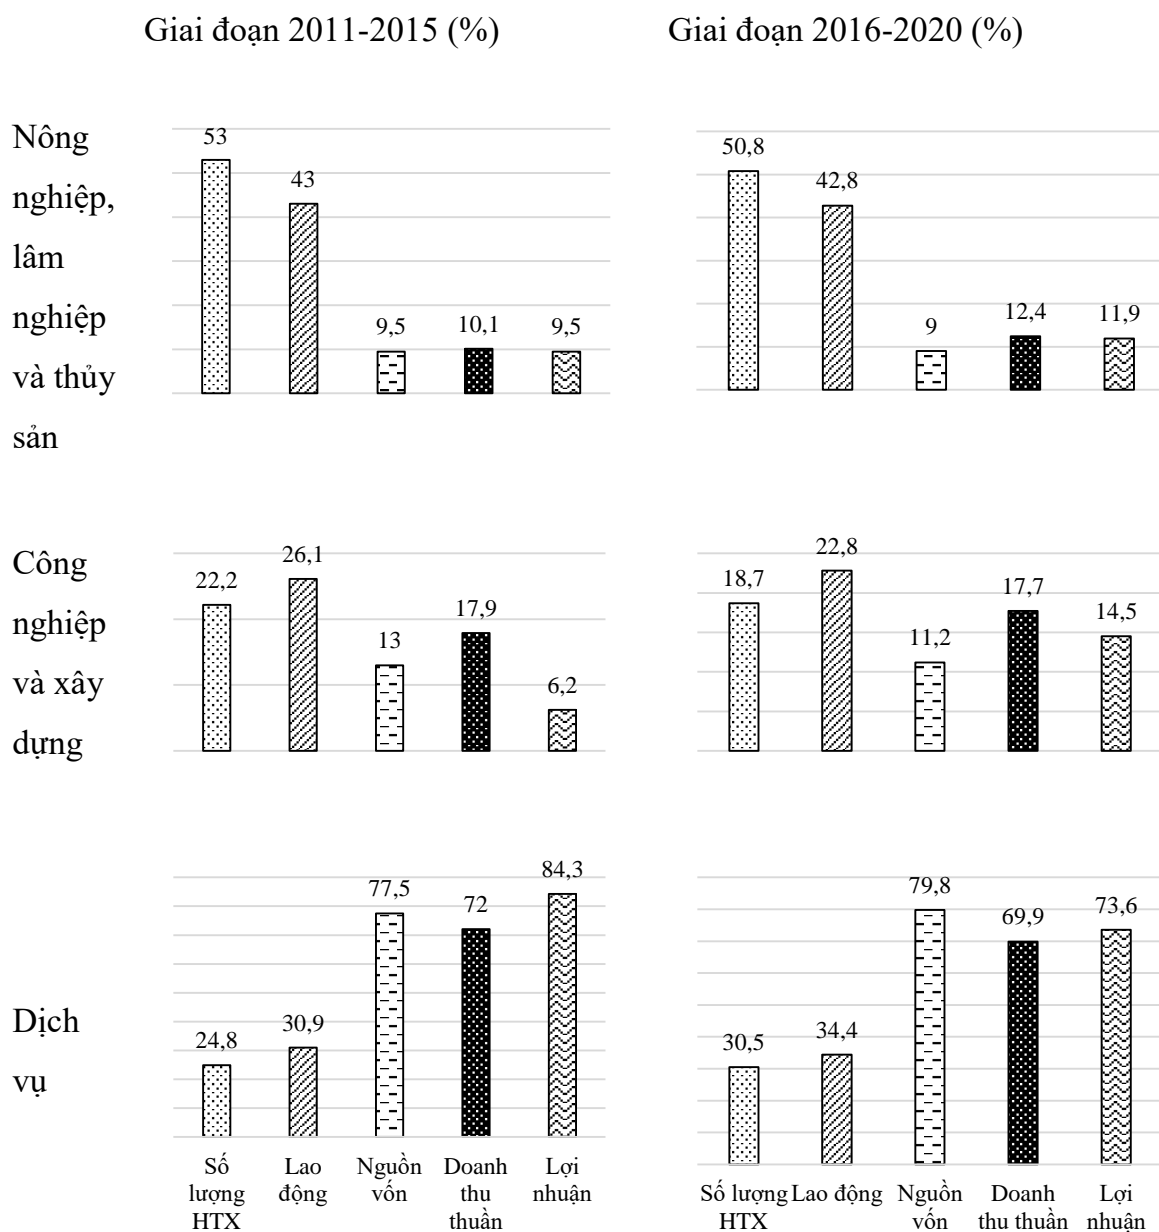 Giai đoạn 2011-2015 (%)
Giai đoạn 2016-2020 (%)
Nông
nghiệp,
lâm
nghiệp
và thủy
sản
53
43
9,5
10,1
9,5
50,8
42,8
9
12,4
11,9
Công
nghiệp
và xây
dựng
22,2
26,1
13
17,9
6,2
18,7
22,8
11,2
17,7
14,5
Dịch
vụ
24,8
30,9
77,5
72
84,3
30,5
34,4
79,8
69,9
73,6
Số
lượng
HTX
Lao
động
Nguồn
vốn
Doanh
thu
thuần
Lợi
nhuận
Số lượng
HTX
Lao động
Nguồn
vốn
Doanh
thu thuần
Lợi
nhuận